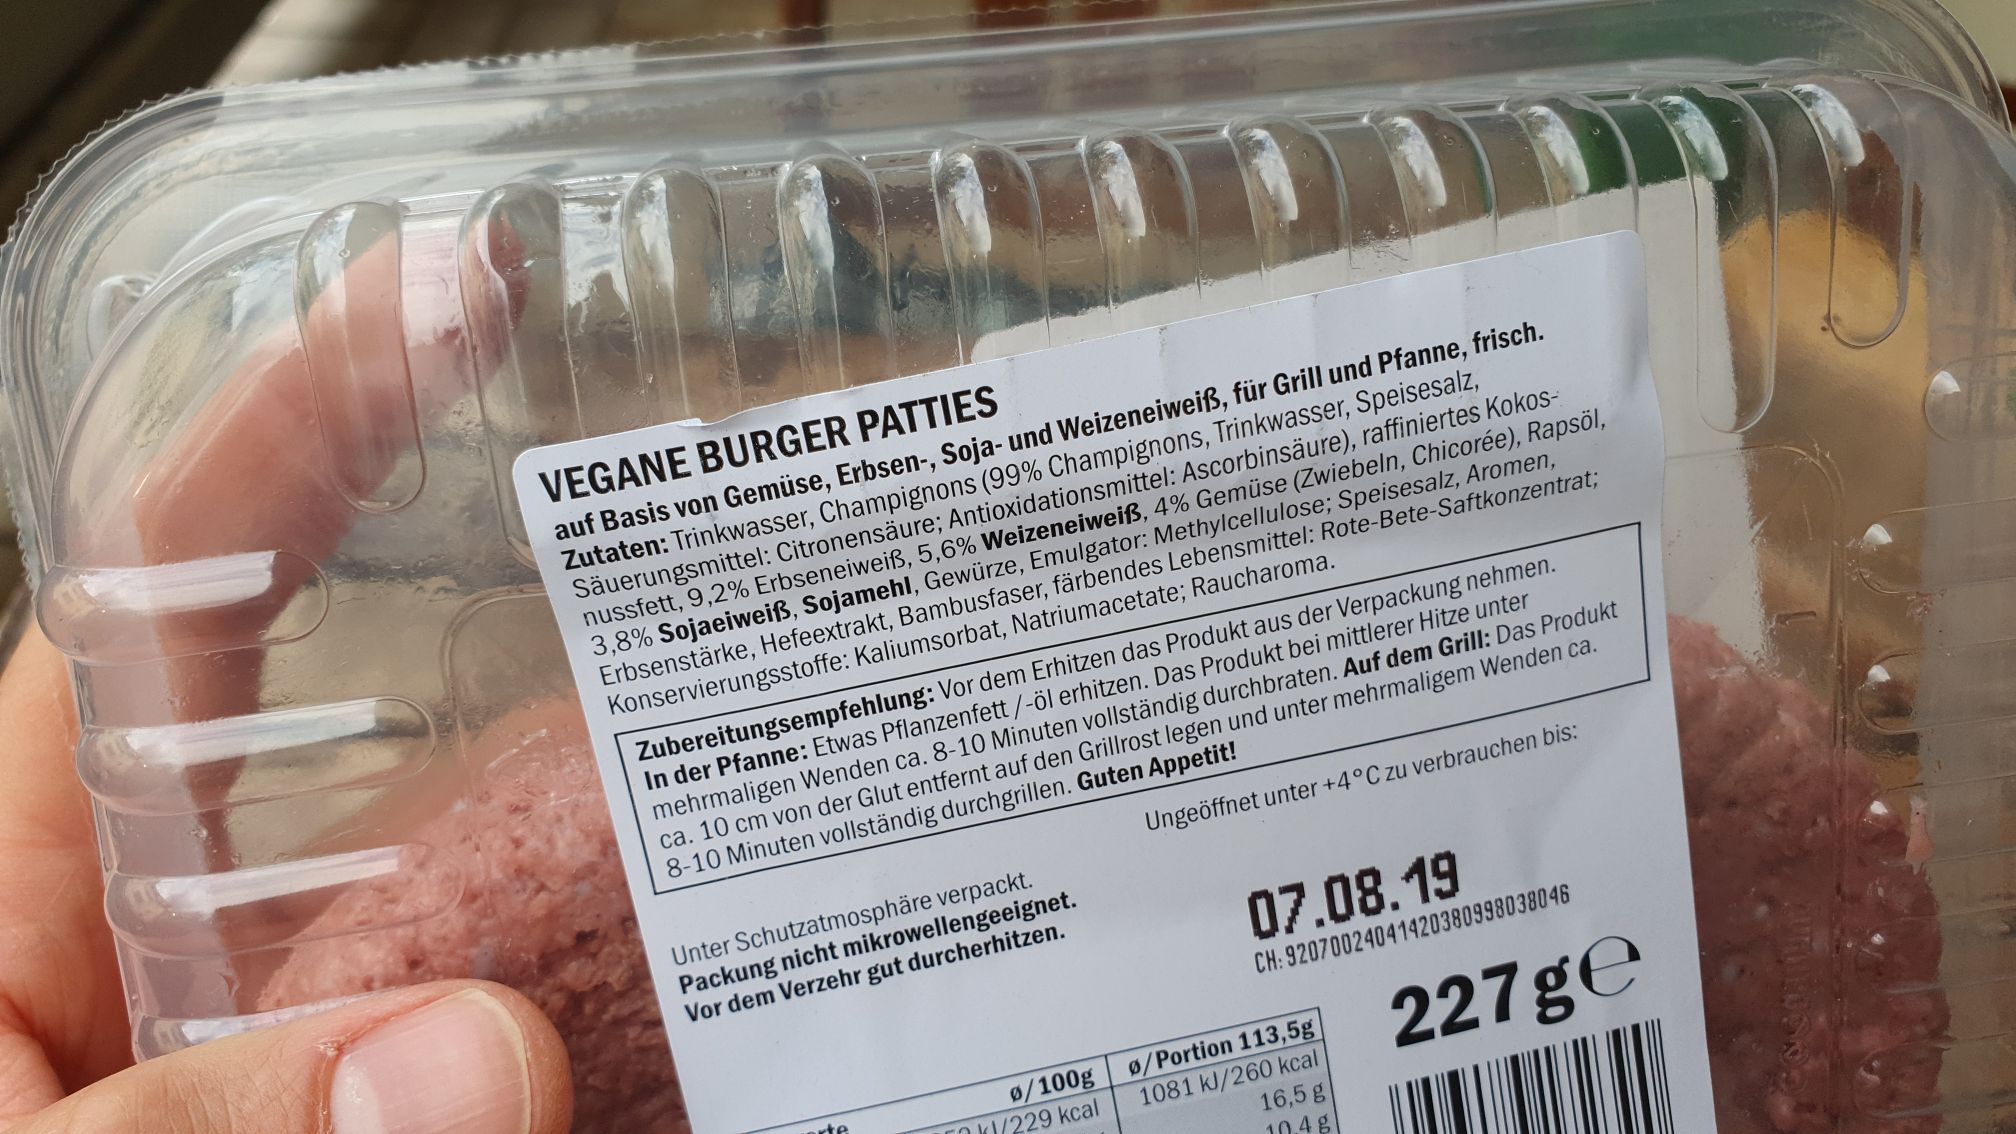 VEGANE BURGER PATTIES
auf Basis von Gemüse, Erbsen-, Soja- und Weizeneiweiß, für Grill und Pfanne, frisch.
Zutaten: Trinkwasser, Champignons (99% Champignons, Trinkwasser, Speisesalz,
Säuerungsmittel: Citronensäure; Antioxidationsmittel: Ascorbinsäure), raffiniertes Kokos-
nussfett, 9,2% Erbseneiweiß, 5,6% Weizeneiweiß, 4% Gemüse (Zwiebeln, Chicorée), Rapsöl,
3,8% Sojaeiweiß, Sojamehl, Gewürze, Emulgator: Methylcellulose; Speisesalz, Aromen,
Erbsenstärke, Hefeextrakt, Bambusfaser, färbendes Lebensmittel: Rote-Bete-Saftkonzentrat;
Konservierungsstoffe: Kaliumsorbat, Natriumacetate; Raucharoma.
Zubereitungsempfehlung: Vor dem Erhitzen das Produkt aus der Verpackung nehmen.
In der Pfanne: Etwas Pflanzenfett /-öl erhitzen. Das Produkt bei mittlerer Hitze unter
mehrmaligen Wenden ca. 8-10 Minuten vollständig durchbraten. Auf dem Grill: Das Produkt
ca. 10 cm von der Glut entfernt auf den Grillrost legen und unter mehrmaligem Wenden ca.
8-10 Minuten vollständig durchgrillen. Guten Appetit!
Ungeöffnet unter +4°C zu verbrauchen bis:
Unter Schutzatmosphäre verpackt.
Packung nicht mikrowellengeeignet.
Vor dem Verzehr gut durcherhitzen.
07.08.19
CH: 92070024041420380998038046
227g℮
ø/100g ø/Portion 113,5g
kJ/229 kcal 1081 kJ/260 kcal
16,5 g
10,4 g